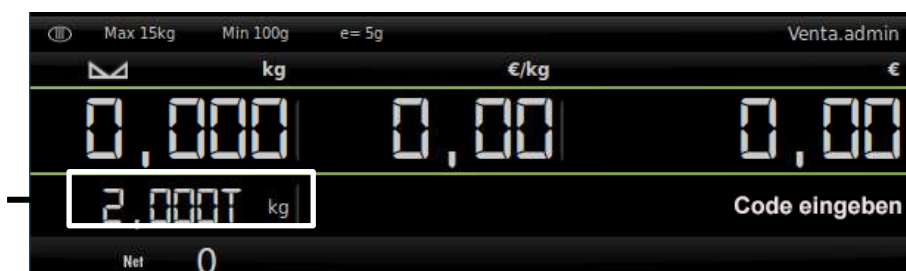 III Max 15kg Min 100g e= 5g Venta.admin
kg €/kg €
0,000 0,00 0,00
2,000T kg Code eingeben
Net 0